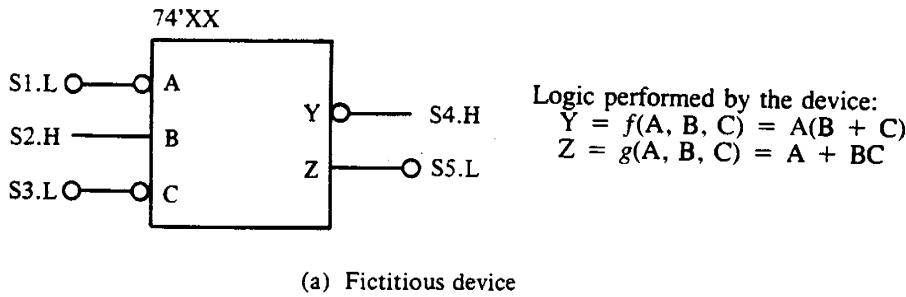 74'XX
S1.L
A
S2.H
B
S3.L
C
Y
S4.H
Z
S5.L
Logic performed by the device:
Y = f(A, B, C) = A(B + C)
Z = g(A, B, C) = A + BC
(a) Fictitious device